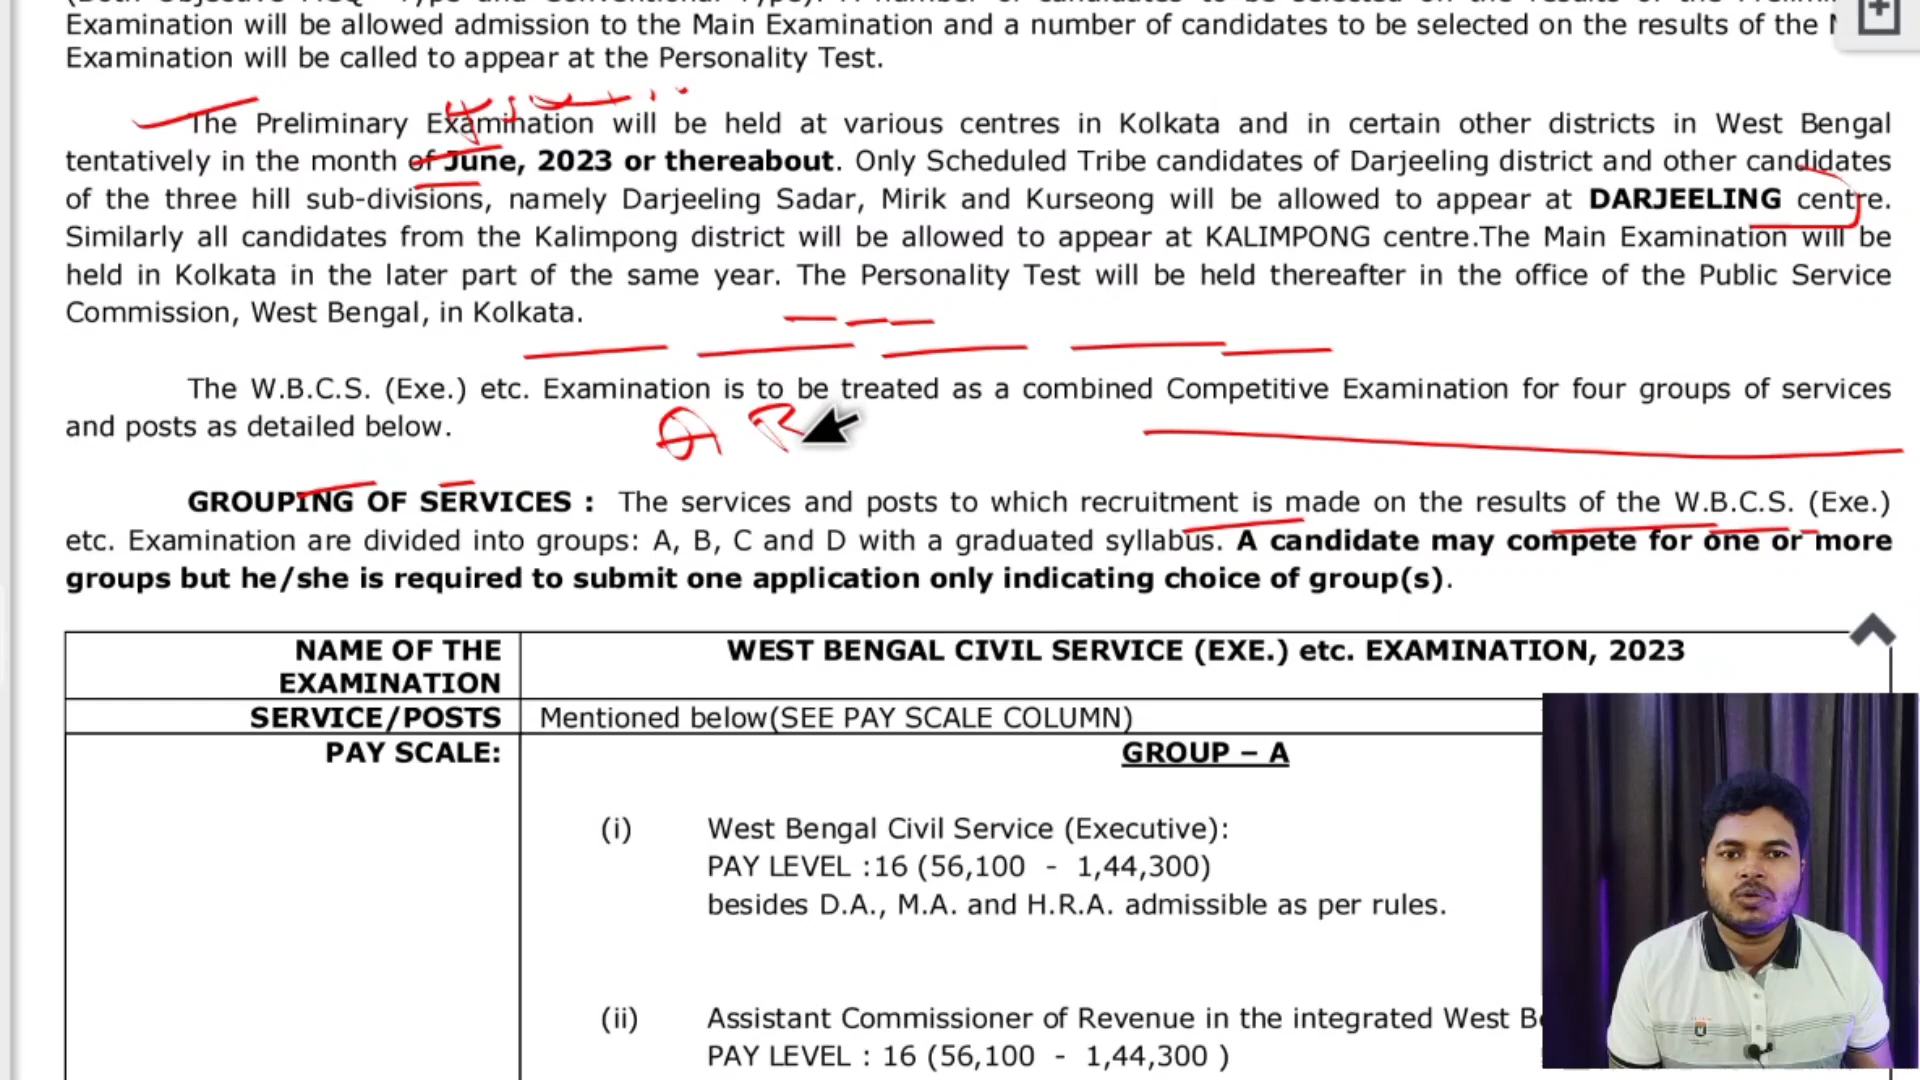 Examination will be allowed admission to the Main Examination and a number of candidates to be selected on the results of the
Examination will be called to appear at the Personality Test.
The Preliminary Examination will be held at various centres in Kolkata and in certain other districts in West Bengal
tentatively in the month of June, 2023 or thereabout. Only Scheduled Tribe candidates of Darjeeling district and other candidates
of the three hill sub-divisions, namely Darjeeling Sadar, Mirik and Kurseong will be allowed to appear at DARJEELING centre.
Similarly all candidates from the Kalimpong district will be allowed to appear at KALIMPONG centre.The Main Examination will be
held in Kolkata in the later part of the same year. The Personality Test will be held thereafter in the office of the Public Service
Commission, West Bengal, in Kolkata.
The W.B.C.S. (Exe.) etc. Examination is to be treated as a combined Competitive Examination for four groups of services
and posts as detailed below.
A B
GROUPING OF SERVICES : The services and posts to which recruitment is made on the results of the W.B.C.S. (Exe.)
etc. Examination are divided into groups: A, B, C and D with a graduated syllabus. A candidate may compete for one or more
groups but he/she is required to submit one application only indicating choice of group(s).
NAME OF THE EXAMINATION
WEST BENGAL CIVIL SERVICE (EXE.) etc. EXAMINATION, 2023
SERVICE/POSTS
Mentioned below(SEE PAY SCALE COLUMN)
PAY SCALE:
GROUP – A
(i) West Bengal Civil Service (Executive):
PAY LEVEL :16 (56,100 - 1,44,300)
besides D.A., M.A. and H.R.A. admissible as per rules.
(ii) Assistant Commissioner of Revenue in the integrated West
PAY LEVEL : 16 (56,100 - 1,44,300 )